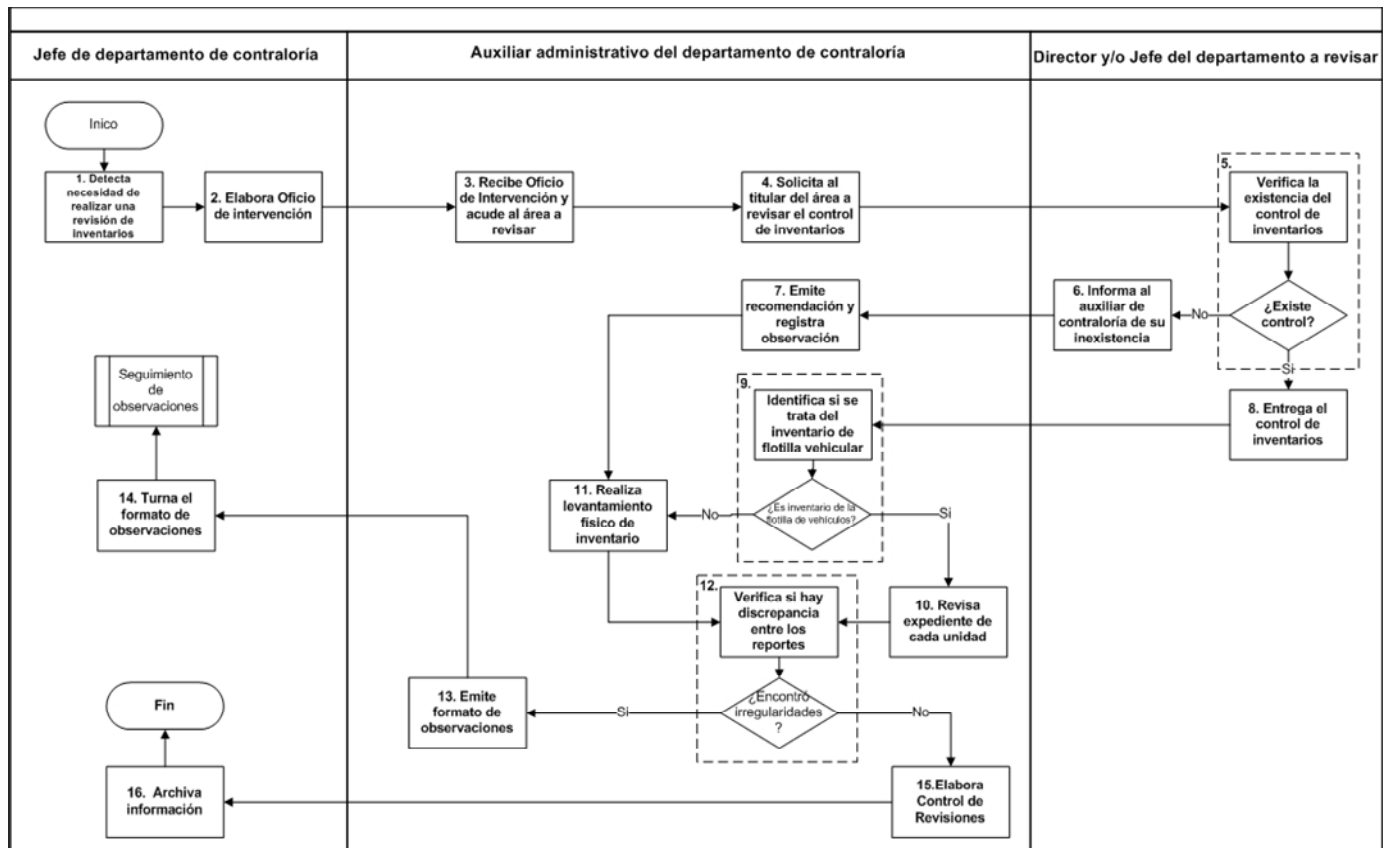 Jefe de departamento de contraloría
Auxiliar administrativo del departamento de contraloría
Director y/o Jefe del departamento a revisar
Inico
1. Detecta
necesidad de
realizar una
revisión de
inventarios
2. Elabora Oficio
de intervención
3. Recibe Oficio
de Intervención y
acude al área a
revisar
4. Solicita al
titular del área a
revisar el control
de inventarios
5.
Verifica la
existencia del
control de
inventarios
¿Existe
control?
No
Si
6. Informa al
auxiliar de
contraloría de su
inexistencia
7. Emite
recomendación y
registra
observación
8. Entrega el
control de
inventarios
9.
Identifica si se
trata del
inventario de
flotilla vehicular
¿Es inventario de la
flotilla de vehículos?
No
Si
10. Revisa
expediente de
cada unidad
11. Realiza
levantamiento
físico de
inventario
12.
Verifica si hay
discrepancia
entre los
reportes
¿Encontró
irregularidades
?
Si
No
13. Emite
formato de
observaciones
14. Turna el
formato de
observaciones
Seguimiento
de
observaciones
15.Elabora
Control de
Revisiones
16. Archiva
información
Fin